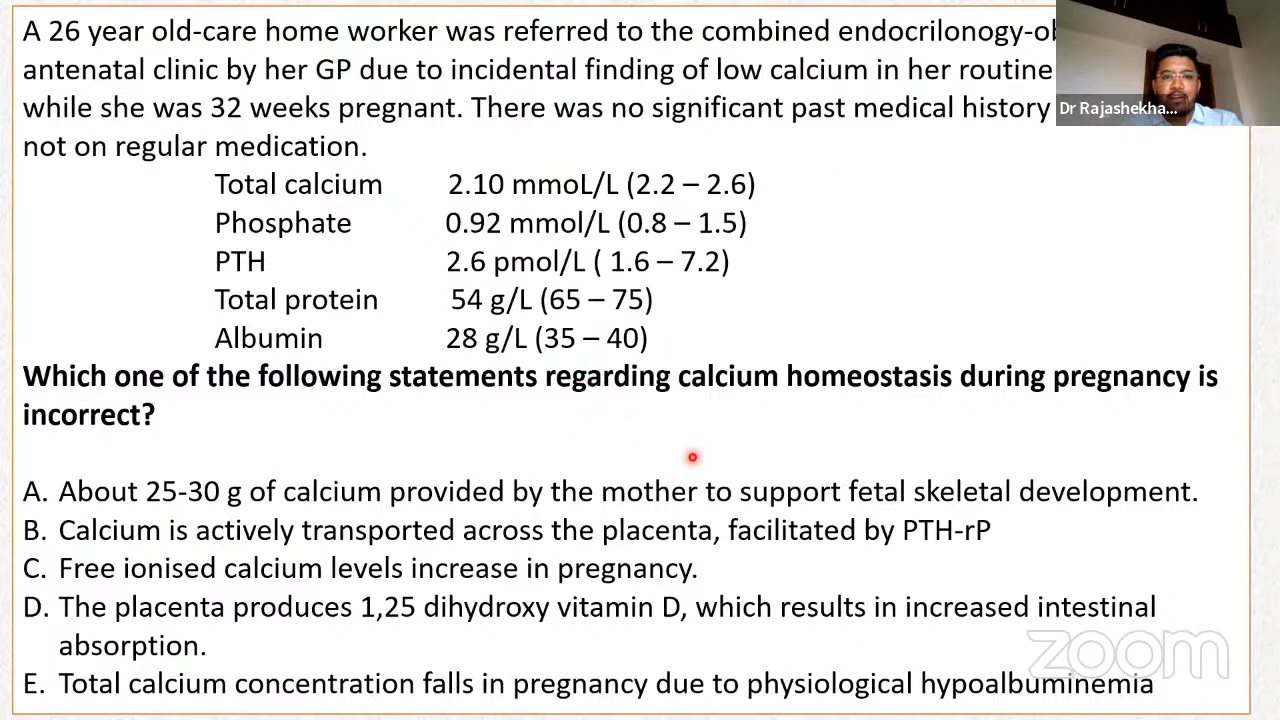 A 26 year old-care home worker was referred to the combined endocrilonogy-ob
antenatal clinic by her GP due to incidental finding of low calcium in her routine
while she was 32 weeks pregnant. There was no significant past medical history
not on regular medication.
Total calcium 2.10 mmoL/L (2.2 – 2.6)
Phosphate 0.92 mmol/L (0.8 – 1.5)
PTH 2.6 pmol/L ( 1.6 – 7.2)
Total protein 54 g/L (65 – 75)
Albumin 28 g/L (35 – 40)
Which one of the following statements regarding calcium homeostasis during pregnancy is
incorrect?
A. About 25-30 g of calcium provided by the mother to support fetal skeletal development.
B. Calcium is actively transported across the placenta, facilitated by PTH-rP
C. Free ionised calcium levels increase in pregnancy.
D. The placenta produces 1,25 dihydroxy vitamin D, which results in increased intestinal
absorption.
E. Total calcium concentration falls in pregnancy due to physiological hypoalbuminemia
Dr Rajashekha...
zoom